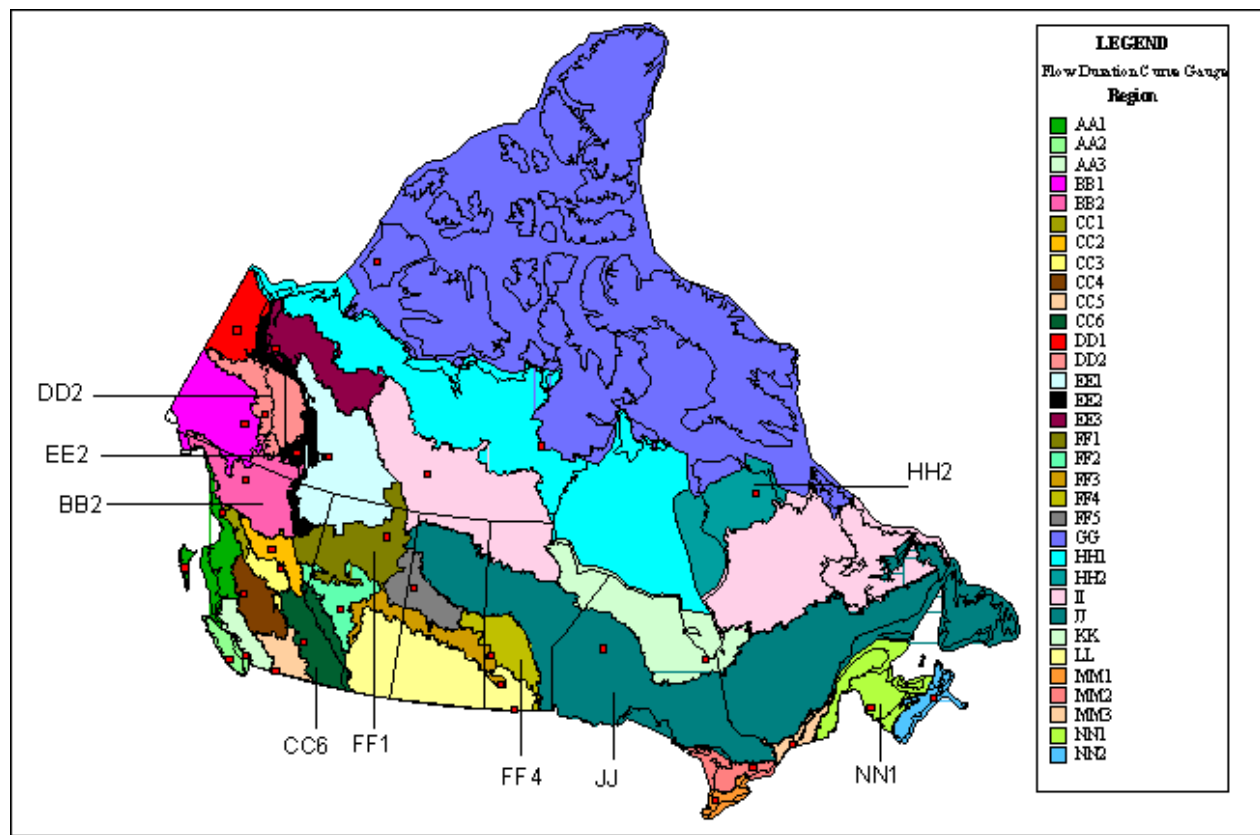 LEGEND
Flow Duration Curve Gauge
Region
AA1
AA2
AA3
BB1
BB2
CC1
CC2
CC3
CC4
CC5
CC6
DD1
DD2
EE1
EE2
EE3
FF1
FF2
FF3
FF4
FF5
GG
HH1
HH2
II
JJ
KK
LL
MM1
MM2
MM3
NN1
NN2
DD2
EE2
BB2
HH2
CC6
FF1
FF4
JJ
NN1